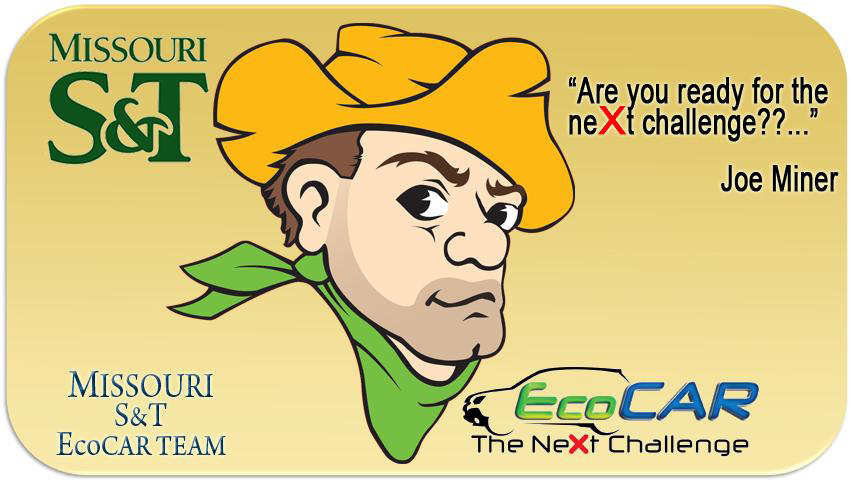 MISSOURI
S&T
“Are you ready for the
neXt challenge??...”
Joe Miner
MISSOURI
S&T
ECOCAR TEAM
EcoCAR
The NeXt Challenge